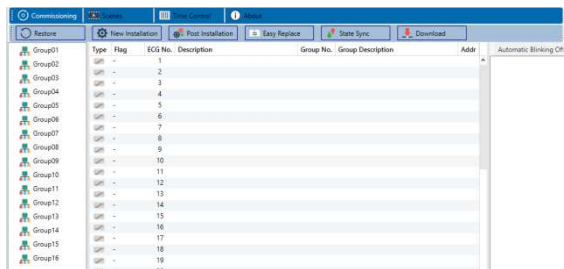 Commissioning Scenes Time Control About
Restore New Installation Post Installation Easy Replace State Sync Download
Type Flag ECG No. Description Group No. Group Description Addr Automatic Blinking Off
Group01
Group02
Group03
Group04
Group05
Group06
Group07
Group08
Group09
Group10
Group11
Group12
Group13
Group14
Group15
Group16
- 1
- 2
- 3
- 4
- 5
- 6
- 7
- 8
- 9
- 10
- 11
- 12
- 13
- 14
- 15
- 16
- 17
- 18
- 19